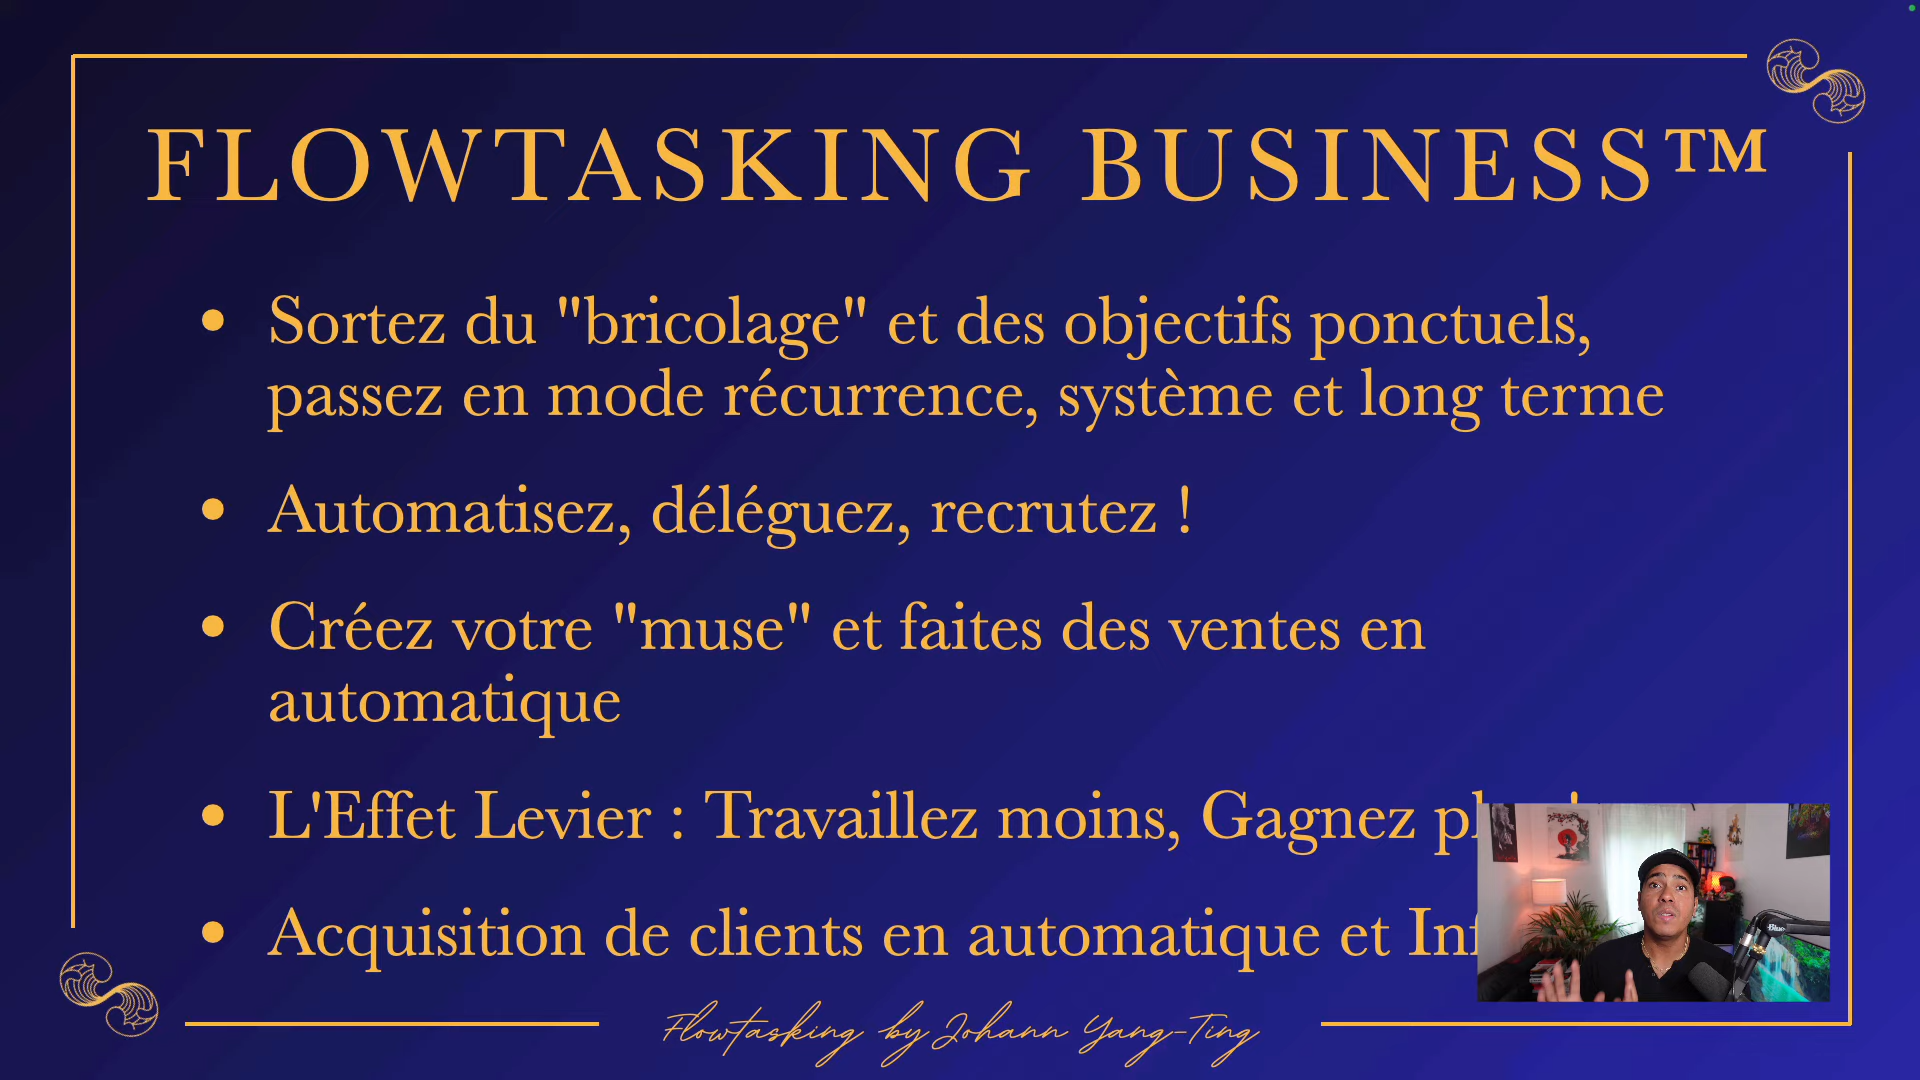 FLOWTASKING BUSINESS™
• Sortez du "bricolage" et des objectifs ponctuels,
passez en mode récurrence, système et long terme
• Automatisez, déléguez, recrutez !
• Créez votre "muse" et faites des ventes en
automatique
• L'Effet Levier : Travaillez moins, Gagnez
• Acquisition de clients en automatique et
Blue
Flowtasking by Johann Yang-Ting